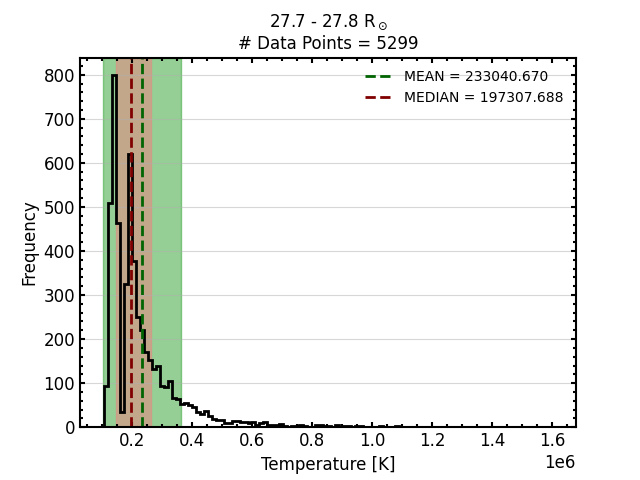 27.7 - 27.8 R⊙
# Data Points = 5299
MEAN = 233040.670
MEDIAN = 197307.688
800
700
600
500
400
300
200
100
0
Frequency
0.2 0.4 0.6 0.8 1.0 1.2 1.4 1.6
1e6
Temperature [K]